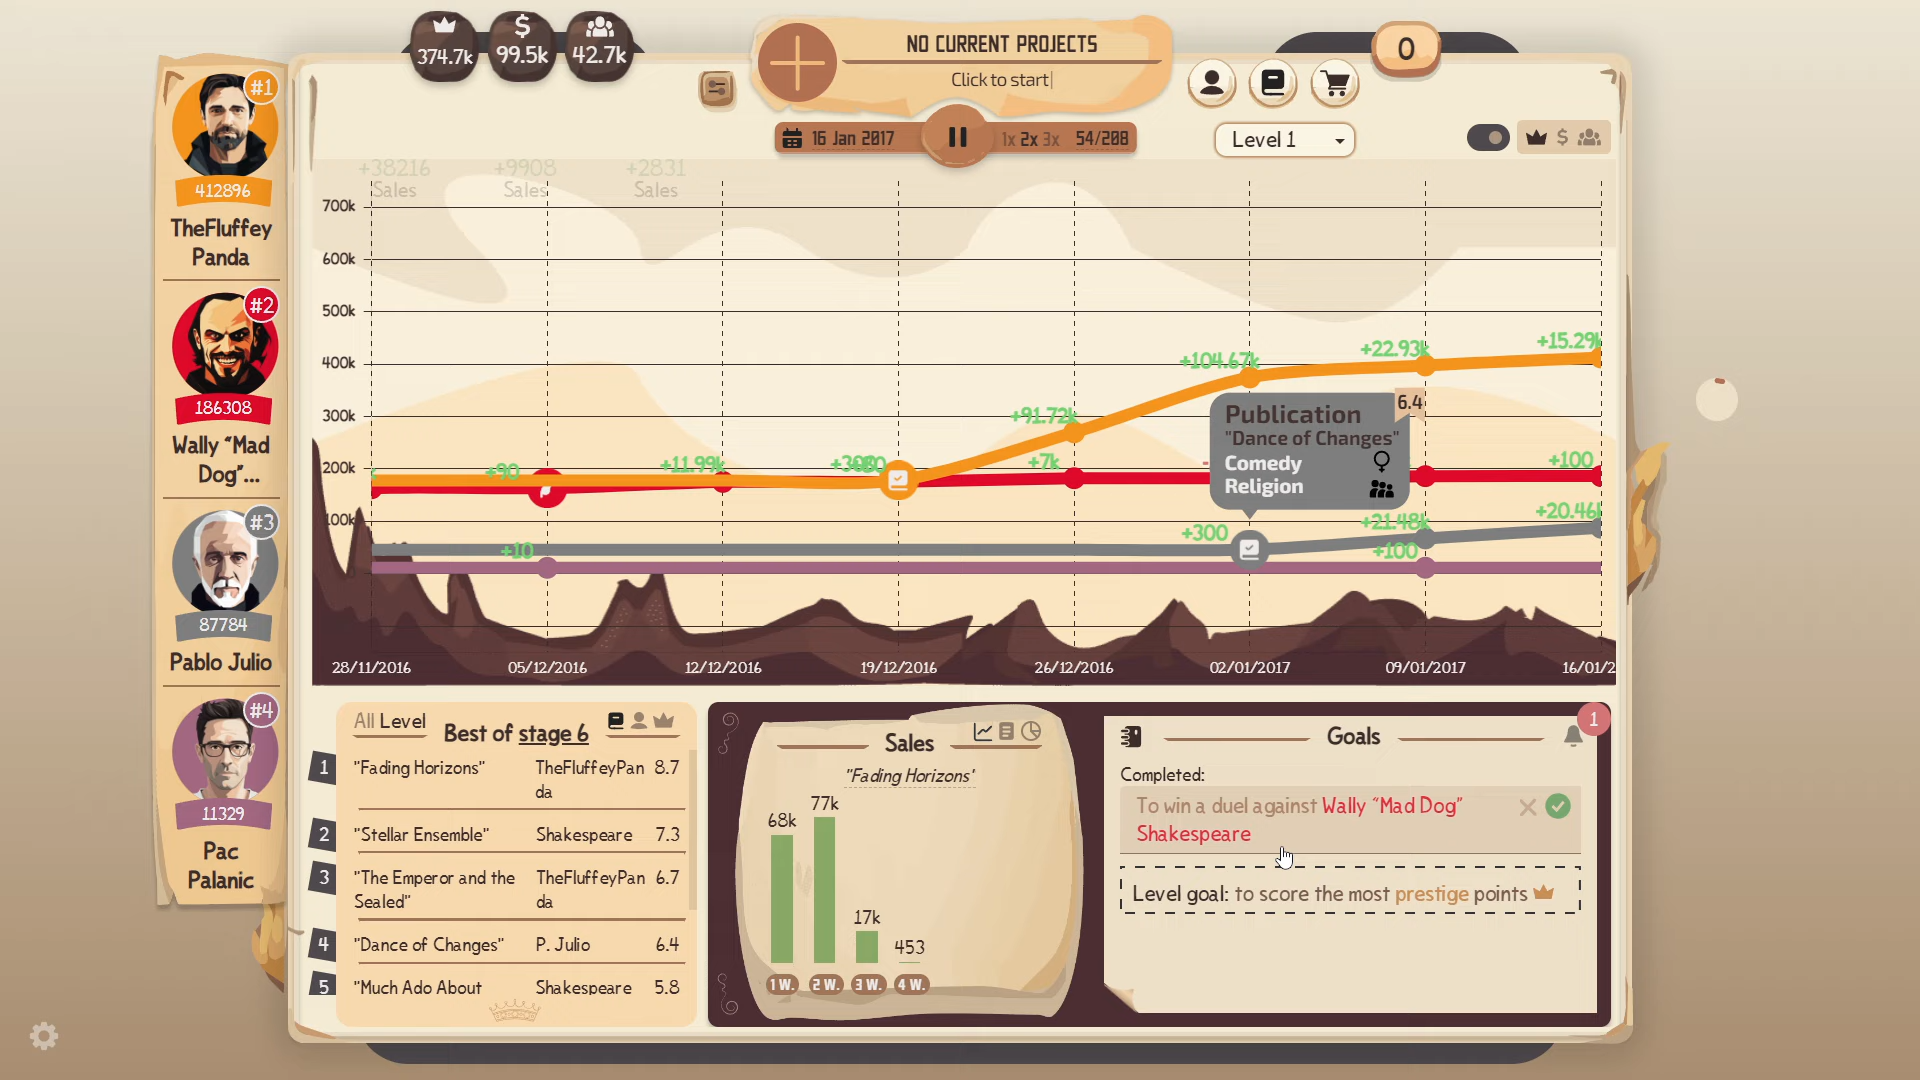 374.7k
99.5k
42.7k
NO CURRENT PROJECTS
Click to start
0
16 Jan 2017
1x 2x 3x
54/208
Level 1
#1
412896
TheFluffey
Panda
#2
186308
Wally “Mad
Dog”...
#3
87784
Pablo Julio
#4
11329
Pac
Palanic
+38216
Sales
+9908
Sales
+2831
Sales
700k
600k
500k
400k
300k
200k
100k
+90
+11.99k
+91.72k
+7k
+104.67k
+22.93k
+15.29k
+100
+10
+300
+21.48k
+100
+20.46k
Publication
6.4
"Dance of Changes"
Comedy
Religion
28/11/2016
05/12/2016
12/12/2016
19/12/2016
26/12/2016
02/01/2017
09/01/2017
16/01/2
All Level
Best of stage 6
1 "Fading Horizons" TheFluffeyPan 8.7
da
2 "Stellar Ensemble" Shakespeare 7.3
3 "The Emperor and the TheFluffeyPan 6.7
Sealed" da
4 "Dance of Changes" P. Julio 6.4
5 "Much Ado About Shakespeare 5.8
Sales
"Fading Horizons"
68k
77k
17k
453
1 W.
2 W.
3 W.
4 W.
Goals
1
Completed:
To win a duel against Wally “Mad Dog”
Shakespeare
Level goal: to score the most prestige points